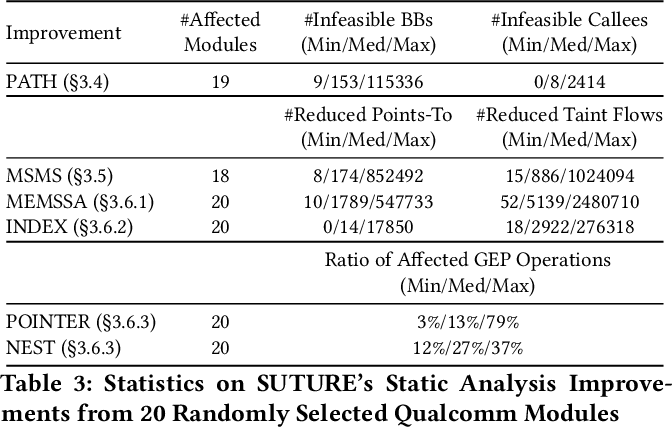 Improvement #Affected Modules #Infeasible BBs (Min/Med/Max) #Infeasible Callees (Min/Med/Max)
PATH (§3.4) 19 9/153/115336 0/8/2414
#Reduced Points-To (Min/Med/Max) #Reduced Taint Flows (Min/Med/Max)
MSMS (§3.5) 18 8/174/852492 15/886/1024094
MEMSSA (§3.6.1) 20 10/1789/547733 52/5139/2480710
INDEX (§3.6.2) 20 0/14/17850 18/2922/276318
Ratio of Affected GEP Operations
(Min/Med/Max)
POINTER (§3.6.3) 20 3%/13%/79%
NEST (§3.6.3) 20 12%/27%/37%
Table 3: Statistics on SUTURE's Static Analysis Improve-
ments from 20 Randomly Selected Qualcomm Modules